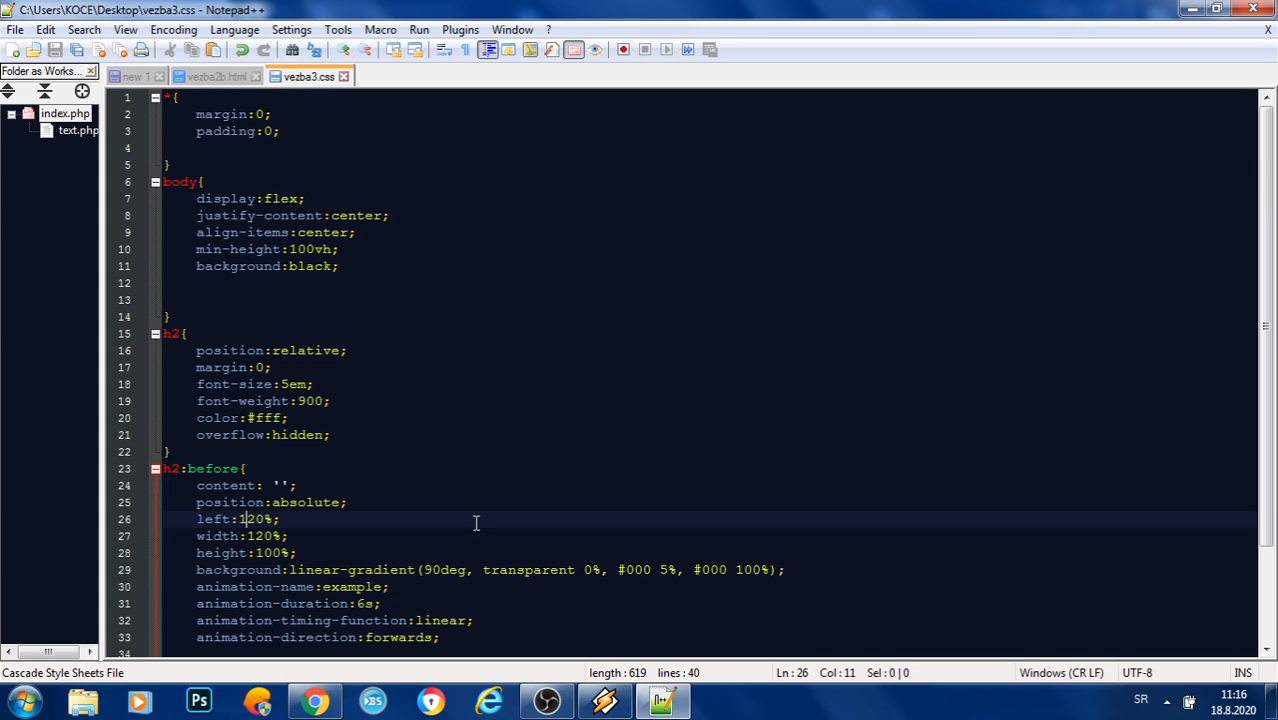 C:\Users\KOCE\Desktop\vezba3.css - Notepad++
File Edit Search View Encoding Language Settings Tools Macro Run Plugins Window ? X
Folder as Works...
new 1 vezba2b.html vezba3.css
index.php
text.php
1 *{
2 margin:0;
3 padding:0;
4
5 }
6 body{
7 display:flex;
8 justify-content:center;
9 align-items:center;
10 min-height:100vh;
11 background:black;
12
13
14 }
15 h2{
16 position:relative;
17 margin:0;
18 font-size:5em;
19 font-weight:900;
20 color:#fff;
21 overflow:hidden;
22 }
23 h2:before{
24 content: '';
25 position:absolute;
26 left:120%;
27 width:120%;
28 height:100%;
29 background:linear-gradient(90deg, transparent 0%, #000 5%, #000 100%);
30 animation-name:example;
31 animation-duration:6s;
32 animation-timing-function:linear;
33 animation-direction:forwards;
34
Cascade Style Sheets File length : 619 lines : 40 Ln : 26 Col : 11 Sel : 0 | 0 Windows (CR LF) UTF-8 INS
Ps SR 11:16
18.8.2020